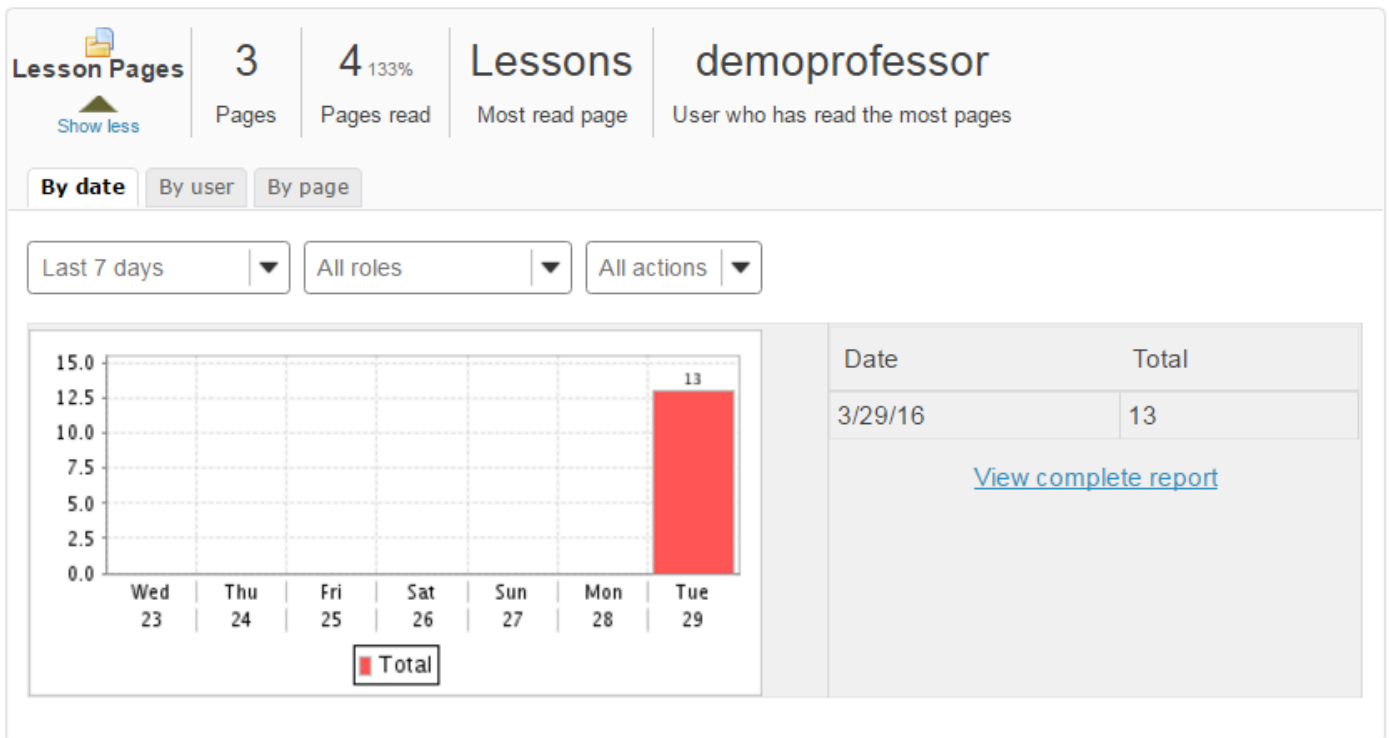 Lesson Pages
Show less
3
Pages
4 133%
Pages read
Lessons
Most read page
demoprofessor
User who has read the most pages
By date By user By page
Last 7 days All roles All actions
15.0
12.5
10.0
7.5
5.0
2.5
0.0
13
Wed Thu Fri Sat Sun Mon Tue
23 24 25 26 27 28 29
Total
Date Total
3/29/16 13
View complete report